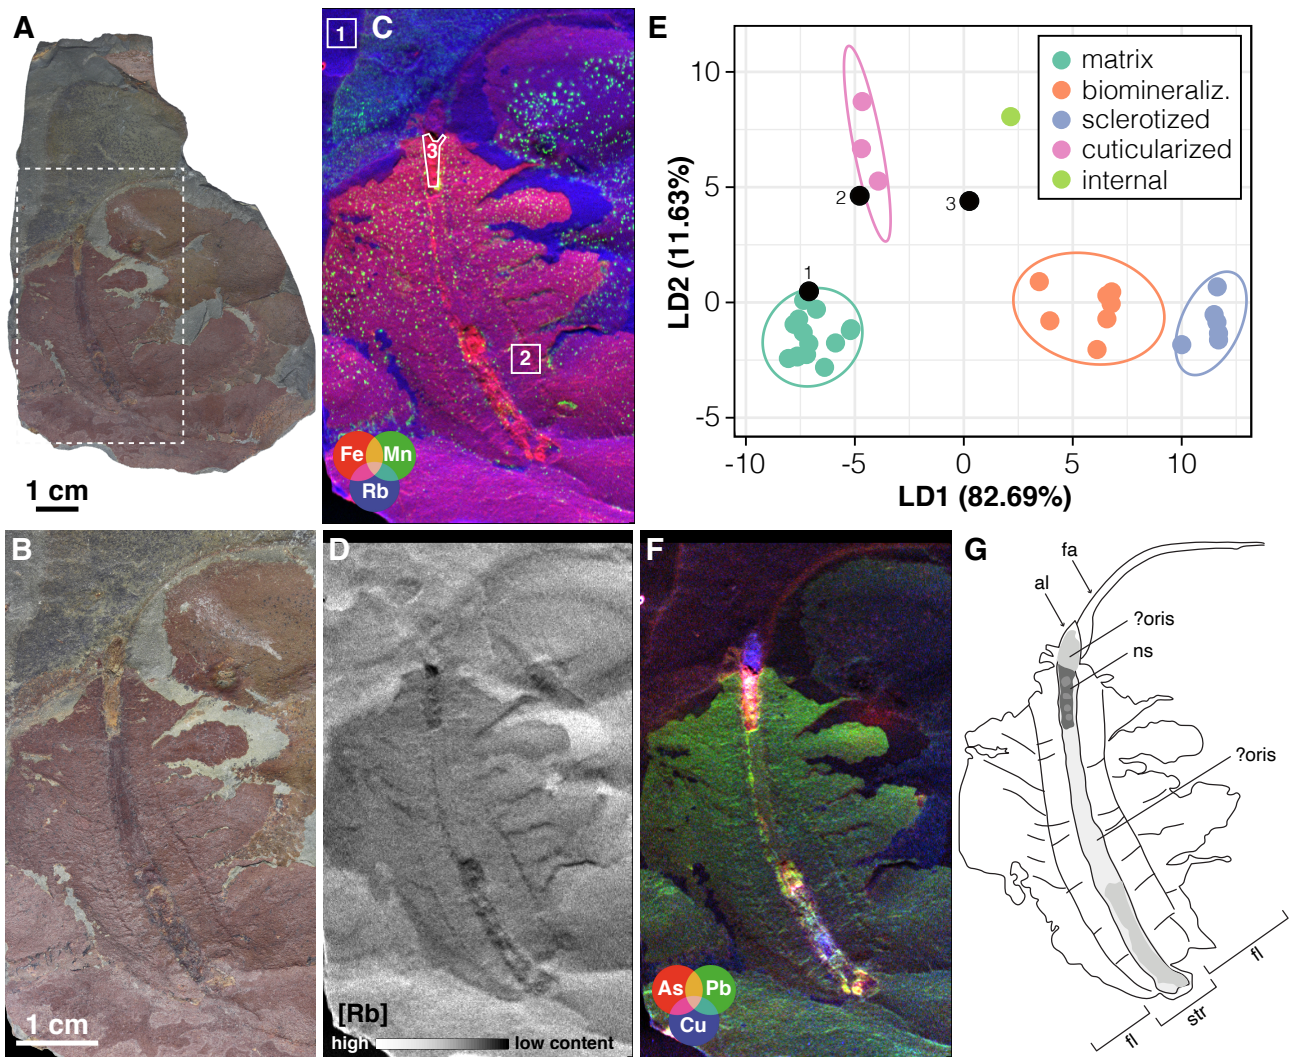 A
1 cm
1
C
3
2
Fe
Mn
Rb
E
matrix
biomineraliz.
sclerotized
cuticularized
internal
10
5
0
-5
LD2 (11.63%)
1
2
3
-10
-5
0
5
10
LD1 (82.69%)
B
1 cm
D
[Rb]
high
low content
F
As
Pb
Cu
G
fa
al
?oris
ns
?oris
fl
str
fl